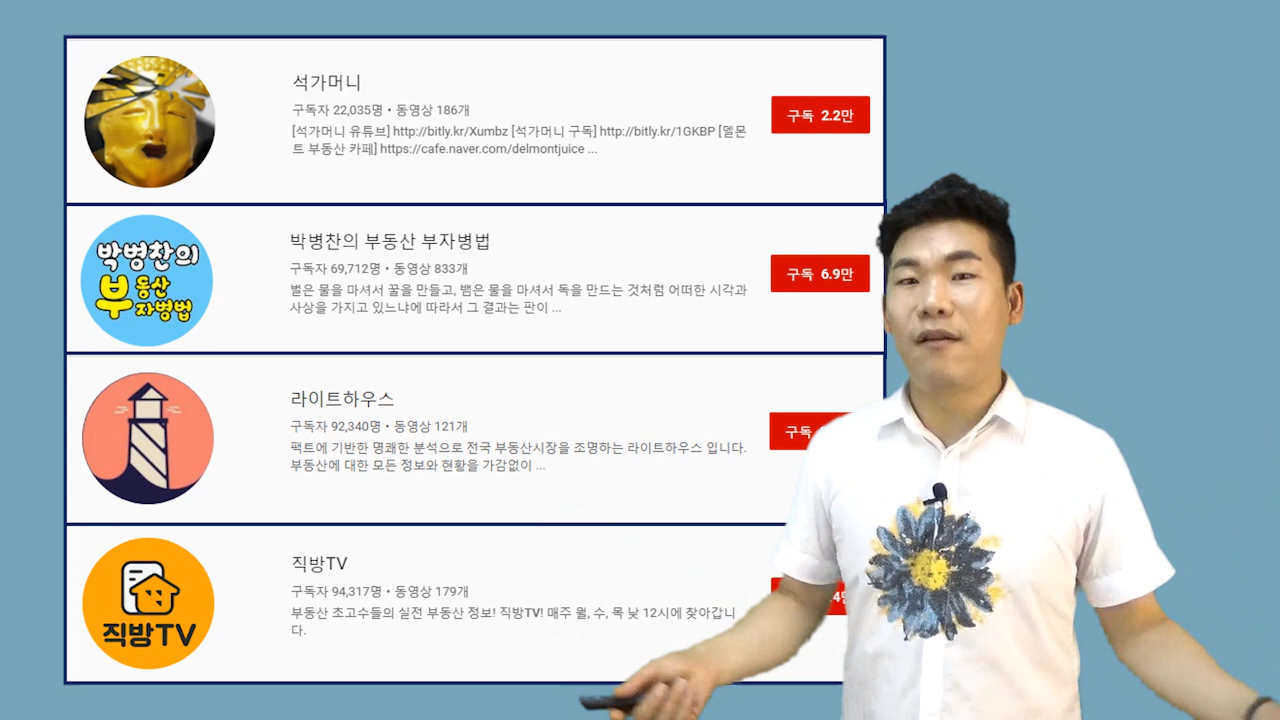 석가머니
구독자 22,035명 • 동영상 186개
[석가머니 유튜브] http://bitly.kr/Xumbz [석가머니 구독] http://bitly.kr/1GKBP [델몬
트 부동산 카페] https://cafe.naver.com/delmontjuice ...
구독 2.2만
박병찬의
부동산
부자병법
박병찬의 부동산 부자병법
구독자 69,712명 • 동영상 833개
벌은 물을 마셔서 꿀을 만들고, 뱀은 물을 마셔서 독을 만드는 것처럼 어떠한 시각과
사상을 가지고 있느냐에 따라서 그 결과는 판이 ...
구독 6.9만
라이트하우스
구독자 92,340명 • 동영상 121개
팩트에 기반한 명쾌한 분석으로 전국 부동산시장을 조명하는 라이트하우스 입니다.
부동산에 대한 모든 정보와 현황을 가감없이 ...
구독
직방TV
직방TV
구독자 94,317명 • 동영상 179개
부동산 초고수들의 실전 부동산 정보! 직방TV! 매주 월, 수, 목 낮 12시에 찾아갑니
다.